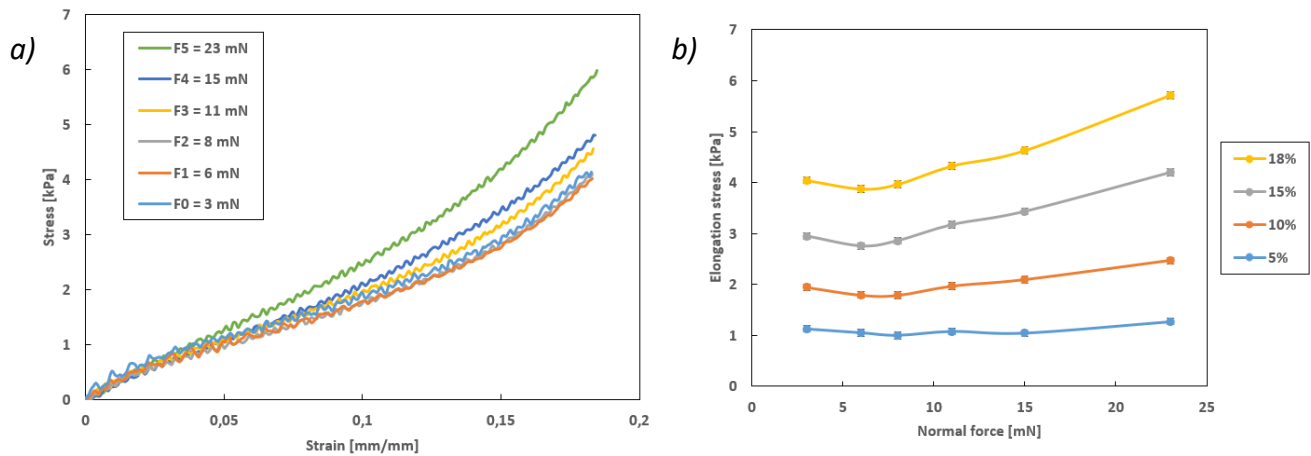 a)
7
6
5
4
3
2
1
0
Stress [kPa]
F5 = 23 mN
F4 = 15 mN
F3 = 11 mN
F2 = 8 mN
F1 = 6 mN
F0 = 3 mN
0
0,05
0,1
0,15
0,2
Strain [mm/mm]
b)
7
6
5
4
3
2
1
0
Elongation stress [kPa]
0
5
10
15
20
25
Normal force [mN]
18%
15%
10%
5%